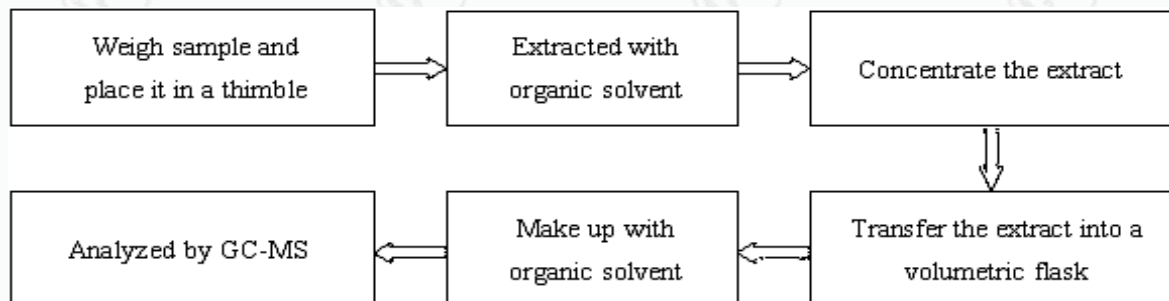 Weigh sample and
place it in a thimble
Extracted with
organic solvent
Concentrate the extract
Transfer the extract into a
volumetric flask
Make up with
organic solvent
Analyzed by GC-MS